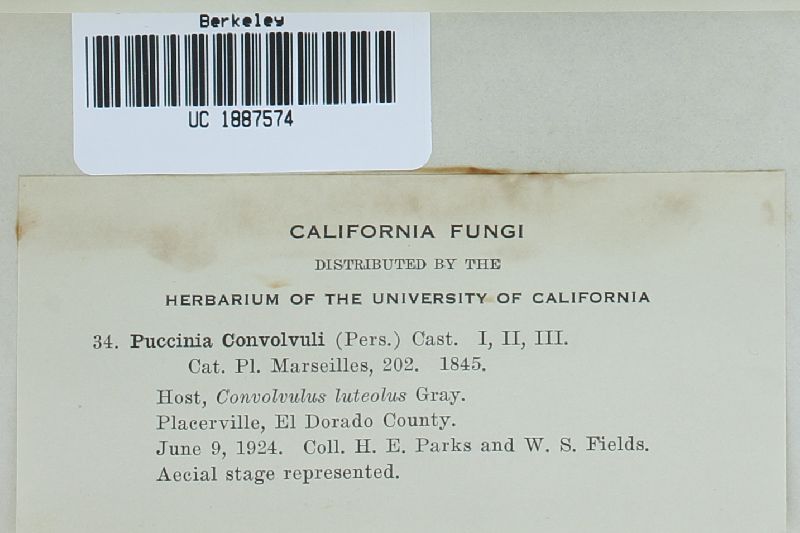 Berkeley
UC 1887574
CALIFORNIA FUNGI
DISTRIBUTED BY THE
HERBARIUM OF THE UNIVERSITY OF CALIFORNIA
34. Puccinia Convolvuli (Pers.) Cast. I, II, III.
Cat. Pl. Marseilles, 202. 1845.
Host, Convolvulus luteolus Gray.
Placerville, El Dorado County.
June 9, 1924. Coll. H. E. Parks and W. S. Fields.
Aecial stage represented.